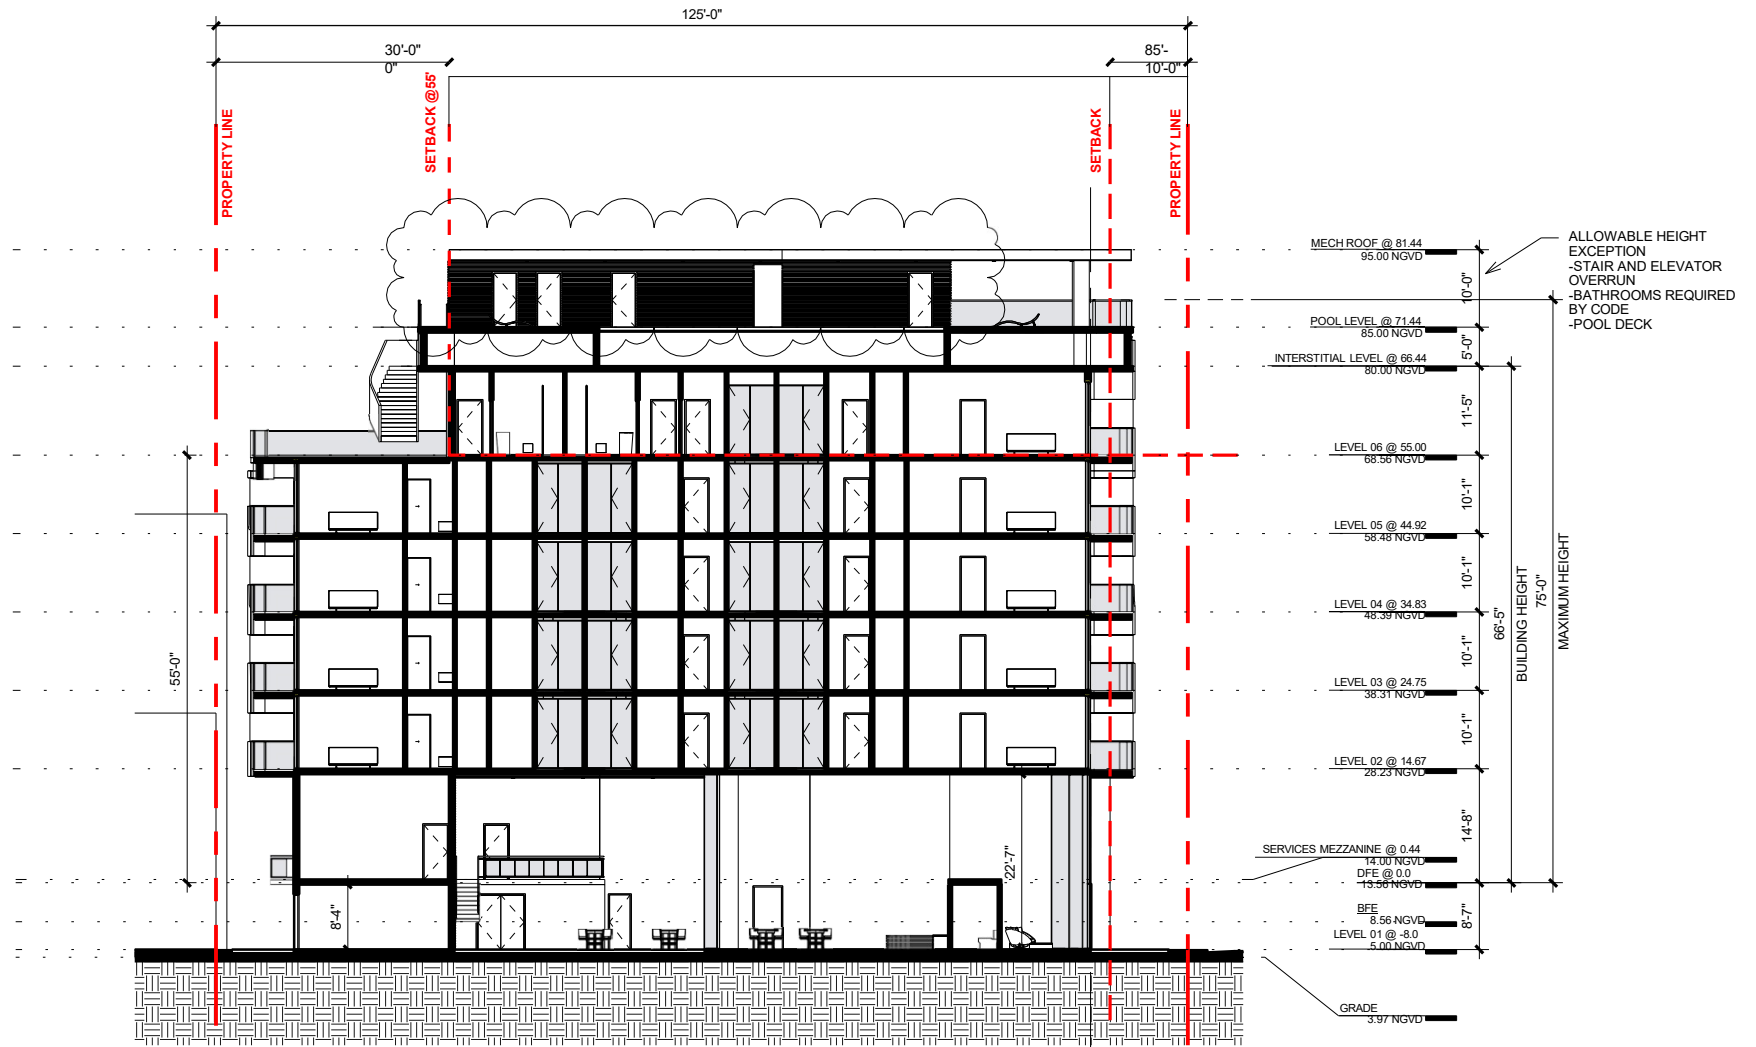 125'-0"
30'-0"
0"
85'-
10'-0"
PROPERTY LINE
SETBACK @55'
SETBACK
PROPERTY LINE
MECH ROOF @ 81.44
95.00 NGVD
ALLOWABLE HEIGHT
EXCEPTION
-STAIR AND ELEVATOR
OVERRUN
-BATHROOMS REQUIRED
BY CODE
-POOL DECK
10'-0"
POOL LEVEL @ 71.44
85.00 NGVD
5'-0"
INTERSTITIAL LEVEL @ 66.44
80.00 NGVD
11'-5"
LEVEL 06 @ 55.00
68.56 NGVD
10'-1"
LEVEL 05 @ 44.92
58.48 NGVD
10'-1"
LEVEL 04 @ 34.83
48.39 NGVD
10'-1"
LEVEL 03 @ 24.75
38.31 NGVD
10'-1"
LEVEL 02 @ 14.67
28.23 NGVD
14'-8"
66'-5"
BUILDING HEIGHT
75'-0"
MAXIMUM HEIGHT
55'-0"
22'-7"
8'-4"
SERVICES MEZZANINE @ 0.44
14.00 NGVD
DFE @ 0.0
13.56 NGVD
BFE
8.56 NGVD
8'-7"
LEVEL 01 @ -8.0
5.00 NGVD
GRADE
3.97 NGVD